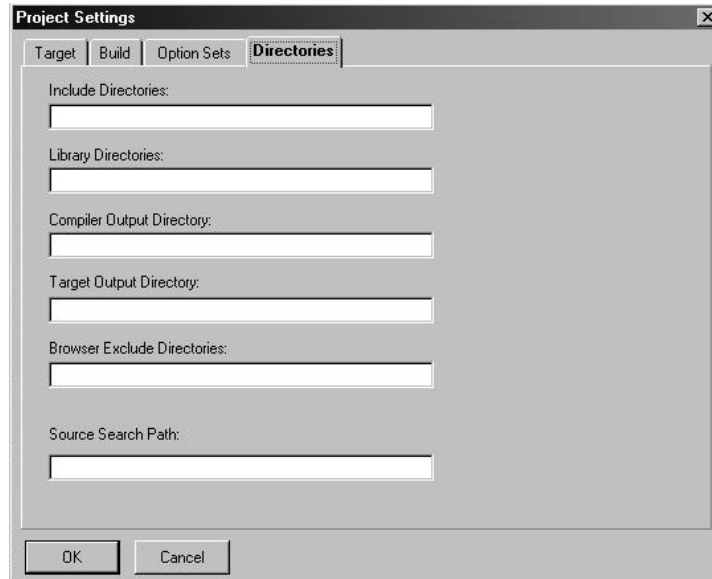 Project Settings
Target Build Option Sets Directories
Include Directories:
Library Directories:
Compiler Output Directory:
Target Output Directory:
Browser Exclude Directories:
Source Search Path:
OK Cancel